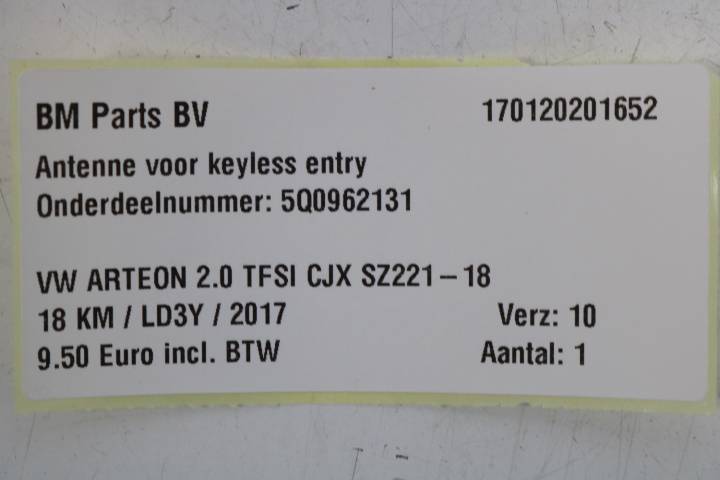 BM Parts BV 170120201652
Antenne voor keyless entry
Onderdeelnummer: 5Q0962131
VW ARTEON 2.0 TFSI CJX SZ221-18
18 KM / LD3Y / 2017 Verz: 10
9.50 Euro incl. BTW Aantal: 1